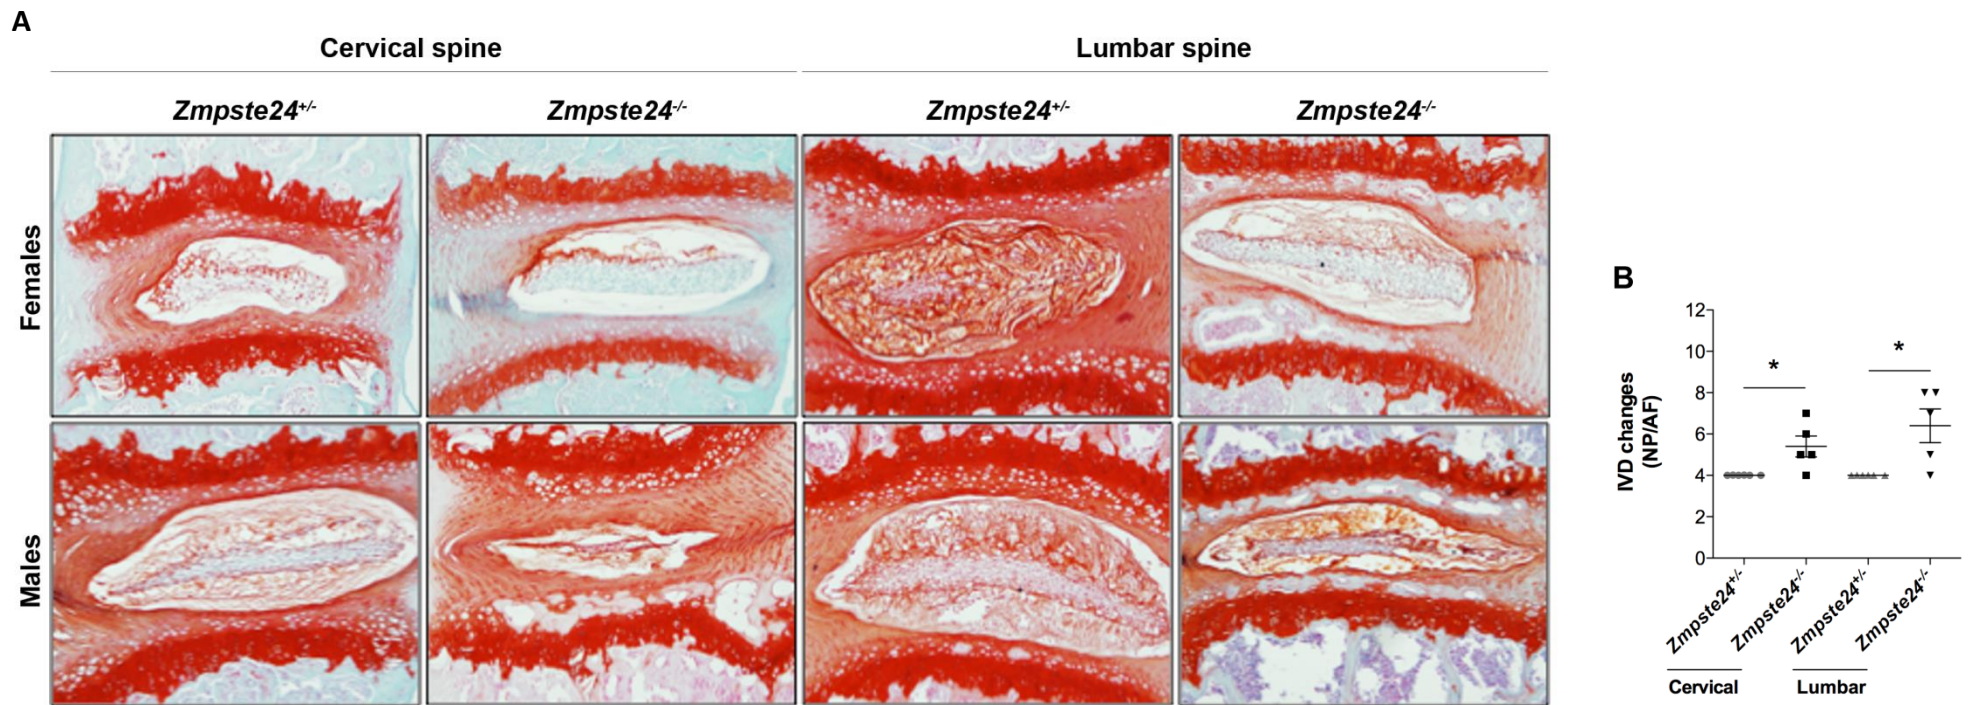 A
Cervical spine
Lumbar spine
Zmpste24+/-
Zmpste24-/-
Zmpste24+/-
Zmpste24-/-
Females
Males
B
IVD changes
(NP/AF)
12
10
8
6
4
2
0
*
*
Zmpste24+/-
Zmpste24-/-
Zmpste24+/-
Zmpste24-/-
Cervical
Lumbar